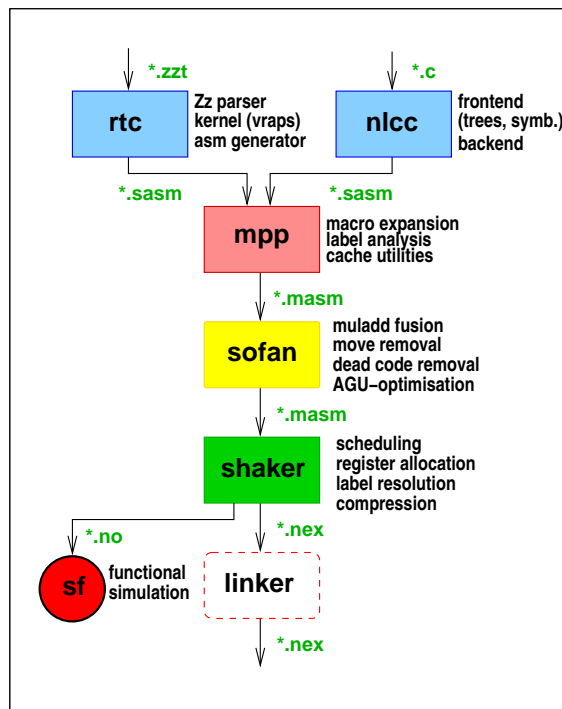 *.zzt
*.c
rtc
Zz parser
kernel (vraps)
asm generator
nlcc
frontend
(trees, symb.)
backend
*.sasm
*.sasm
mpp
macro expansion
label analysis
cache utilities
*.masm
sofan
muladd fusion
move removal
dead code removal
AGU−optimisation
*.masm
shaker
scheduling
register allocation
label resolution
compression
*.no
*.nex
sf
functional
simulation
linker
*.nex